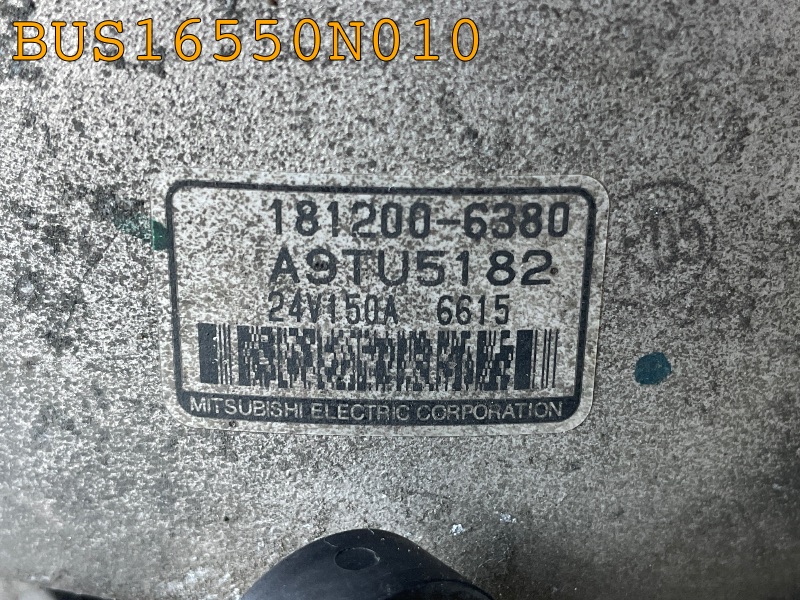 BUS16550N010
181200-6380
A9TU5182
24V150A 6615
MITSUBISHI ELECTRIC CORPORATION